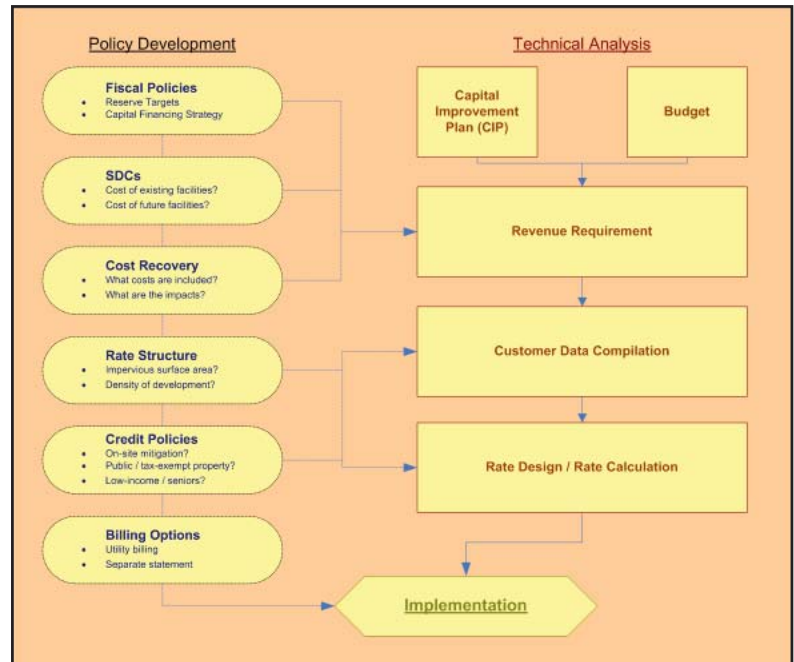 Policy Development
Fiscal Policies
• Reserve Targets
• Capital Financing Strategy
SDCs
• Cost of existing facilities?
• Cost of future facilities?
Cost Recovery
• What costs are included?
• What are the impacts?
Rate Structure
• Impervious surface area?
• Density of development?
Credit Policies
• On-site mitigation?
• Public / tax-exempt property?
• Low-income / seniors?
Billing Options
• Utility billing
• Separate statement
Technical Analysis
Capital
Improvement
Plan (CIP)
Budget
Revenue Requirement
Customer Data Compilation
Rate Design / Rate Calculation
Implementation